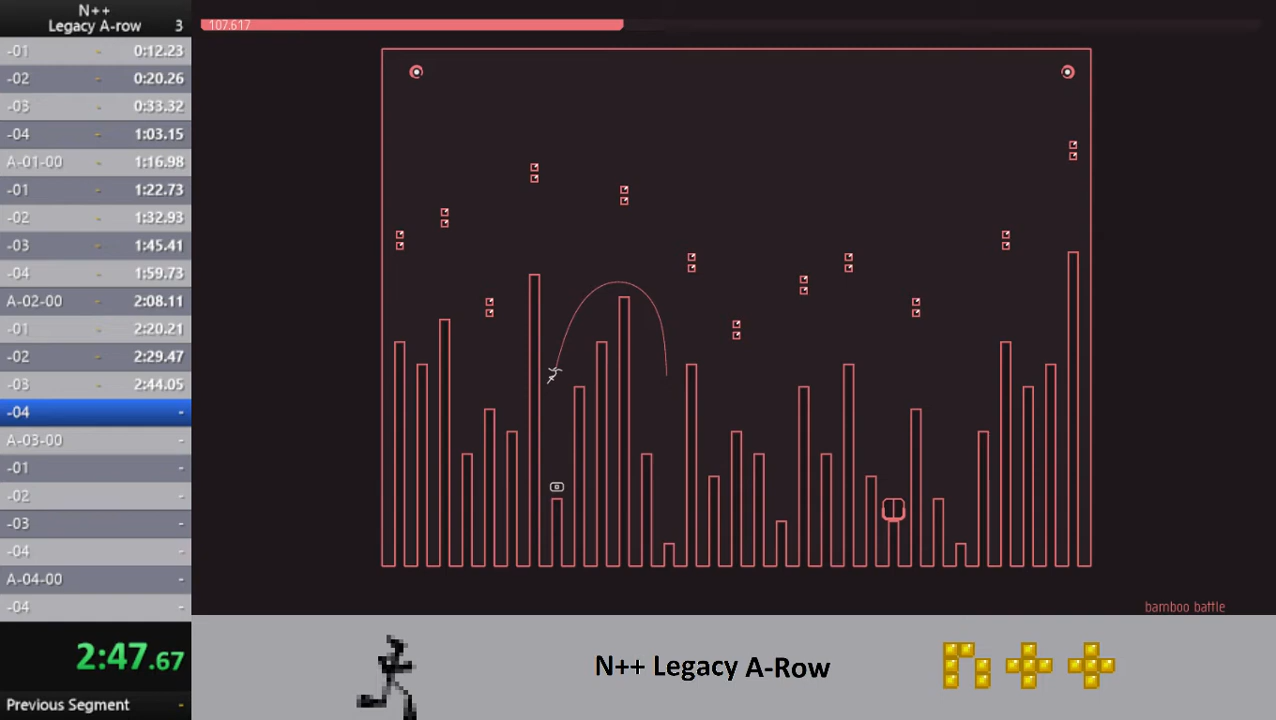 N++
Legacy A-row 3
-01 - 0:12.23
-02 - 0:20.26
-03 - 0:33.32
-04 - 1:03.15
A-01-00 - 1:16.98
-01 - 1:22.73
-02 - 1:32.93
-03 - 1:45.41
-04 - 1:59.73
A-02-00 - 2:08.11
-01 - 2:20.21
-02 - 2:29.47
-03 - 2:44.05
-04 -
A-03-00 -
-01 -
-02 -
-03 -
-04 -
A-04-00 -
-04 -
2:47.67
Previous Segment -
107.617
bamboo battle
N++ Legacy A-Row
n++